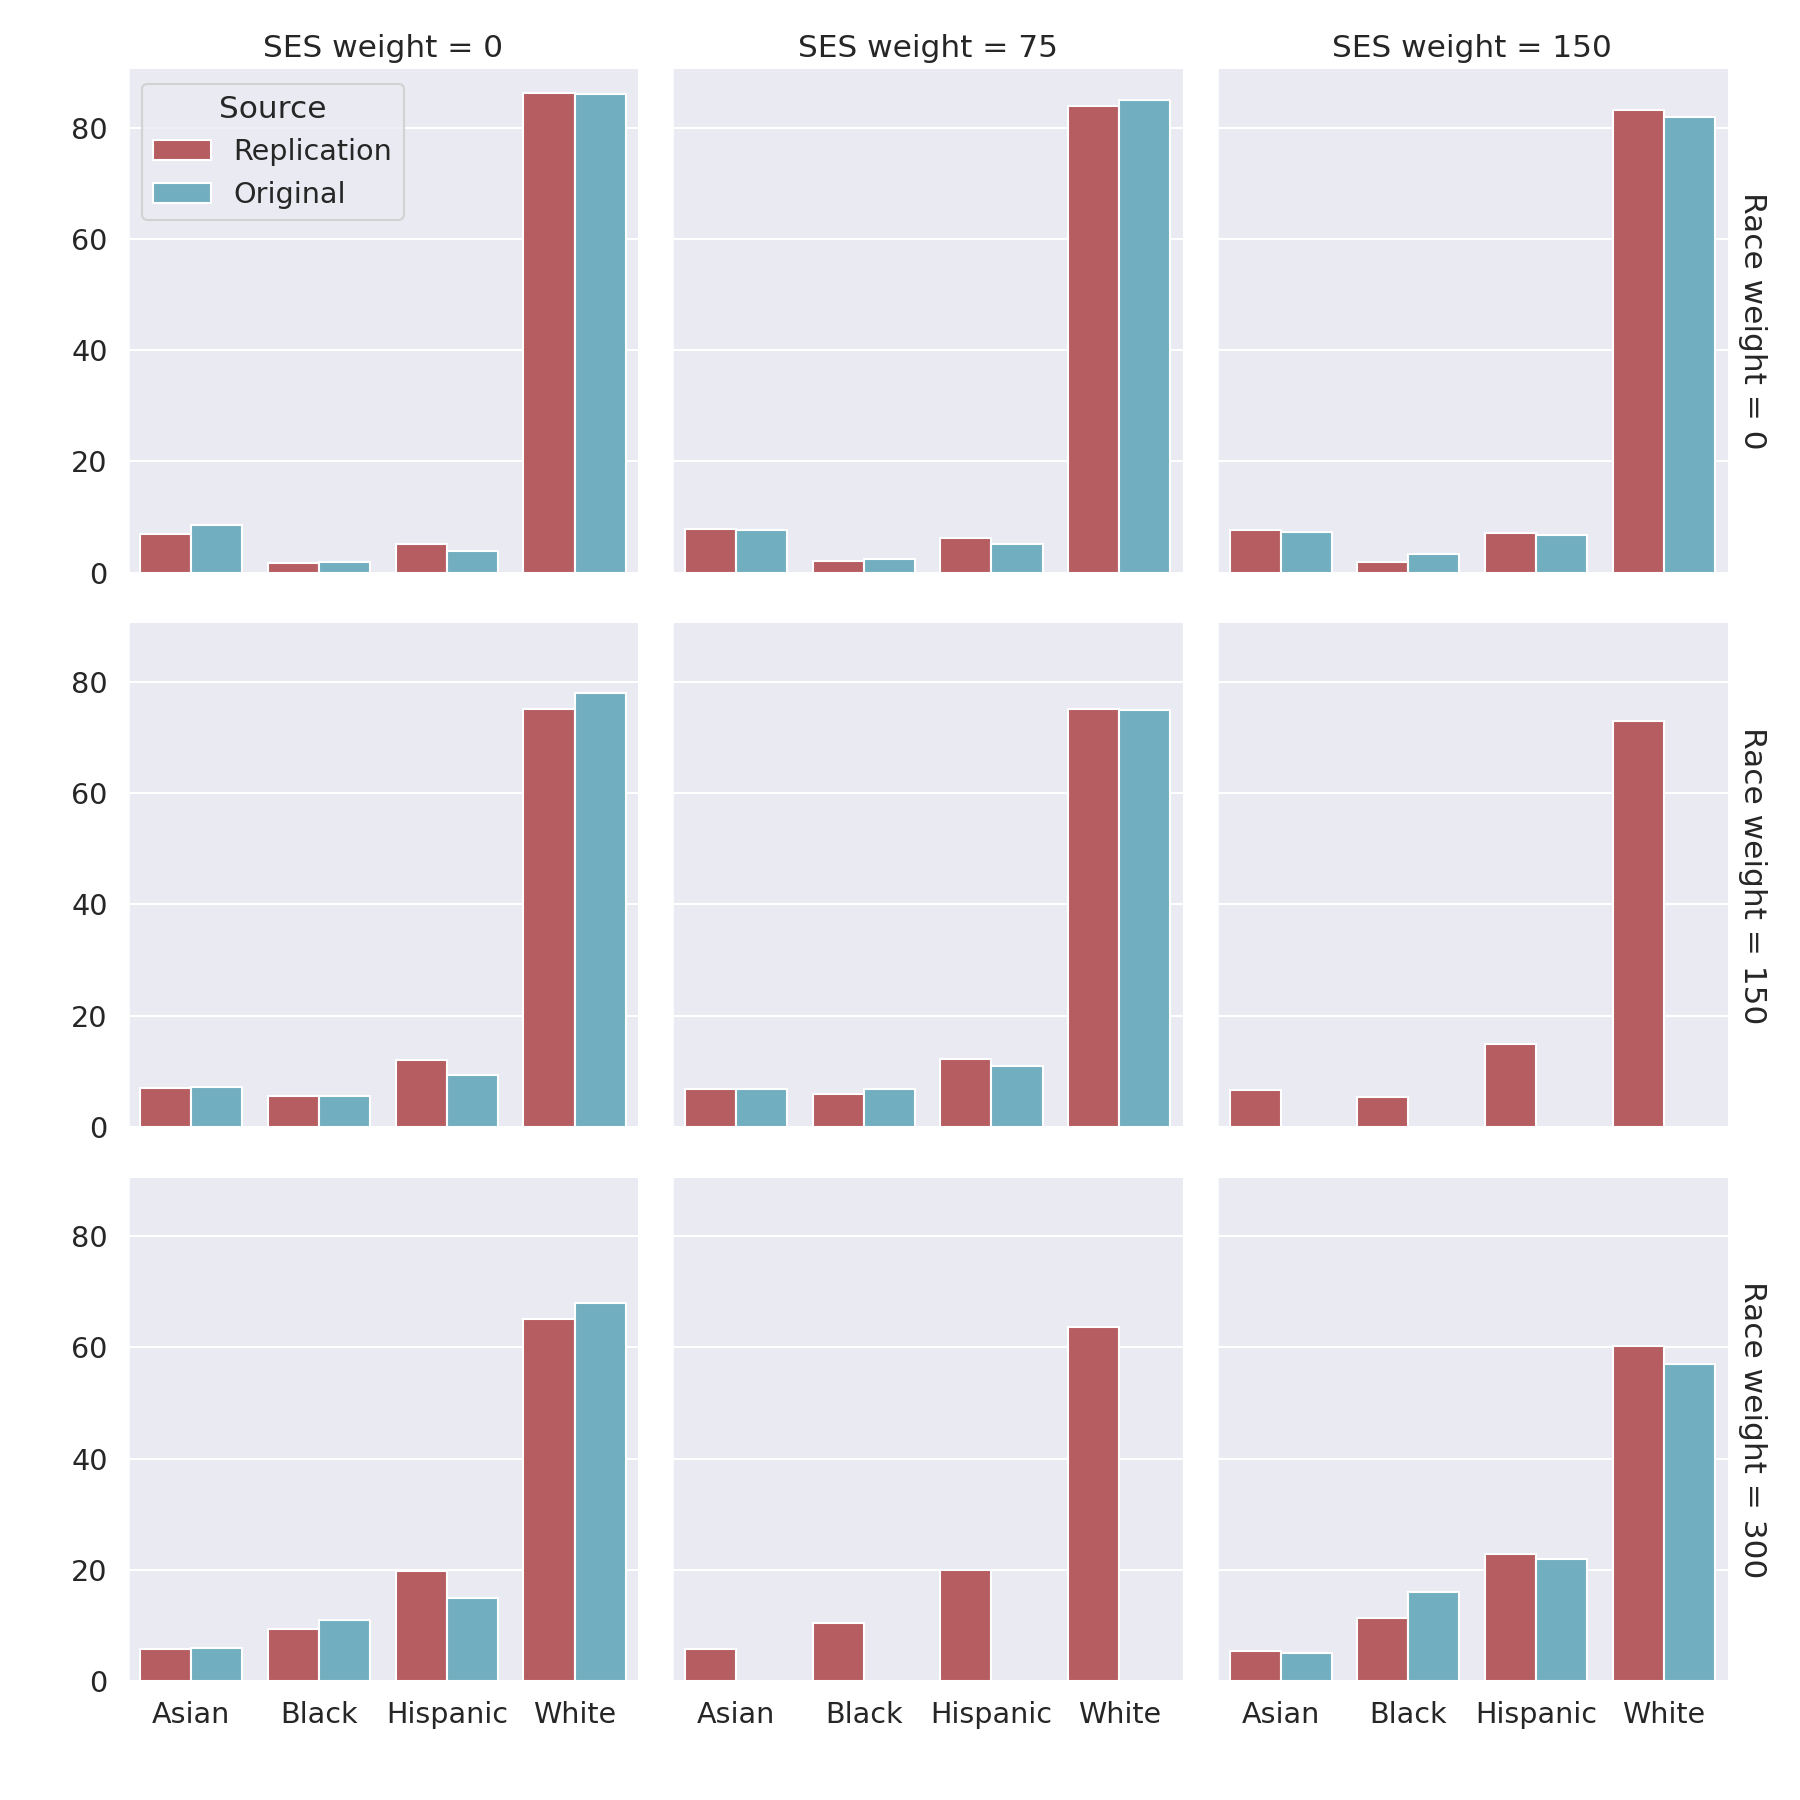 SES weight = 0
SES weight = 75
SES weight = 150
Source
Replication
Original
80
60
40
20
0
Race weight = 0
80
60
40
20
0
Race weight = 150
80
60
40
20
0
Race weight = 300
Asian Black Hispanic White
Asian Black Hispanic White
Asian Black Hispanic White